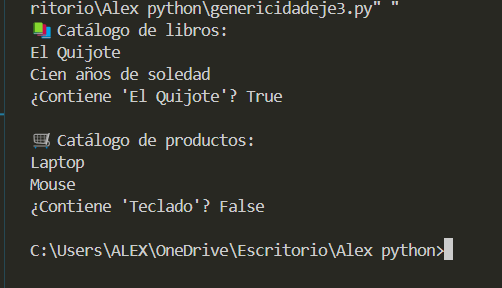 ritorio\Alex python\genericidadeje3.py" "
📚 Catálogo de libros:
El Quijote
Cien años de soledad
¿Contiene 'El Quijote'? True

🛒 Catálogo de productos:
Laptop
Mouse
¿Contiene 'Teclado'? False

C:\Users\ALEX\OneDrive\Escritorio\Alex python>